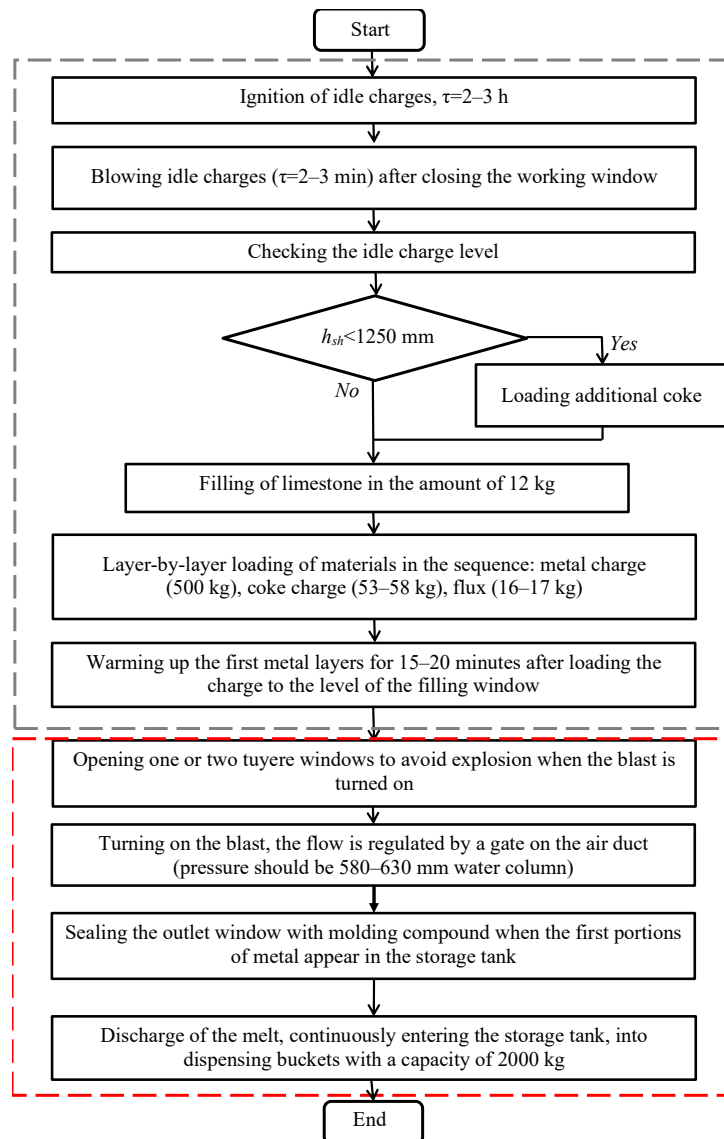 Start
Ignition of idle charges, τ=2–3 h
Blowing idle charges (τ=2–3 min) after closing the working window
Checking the idle charge level
h_sh<1250 mm
Yes
No
Loading additional coke
Filling of limestone in the amount of 12 kg
Layer-by-layer loading of materials in the sequence: metal charge
(500 kg), coke charge (53–58 kg), flux (16–17 kg)
Warming up the first metal layers for 15–20 minutes after loading the
charge to the level of the filling window
Opening one or two tuyere windows to avoid explosion when the blast is
turned on
Turning on the blast, the flow is regulated by a gate on the air duct
(pressure should be 580–630 mm water column)
Sealing the outlet window with molding compound when the first portions
of metal appear in the storage tank
Discharge of the melt, continuously entering the storage tank, into
dispensing buckets with a capacity of 2000 kg
End